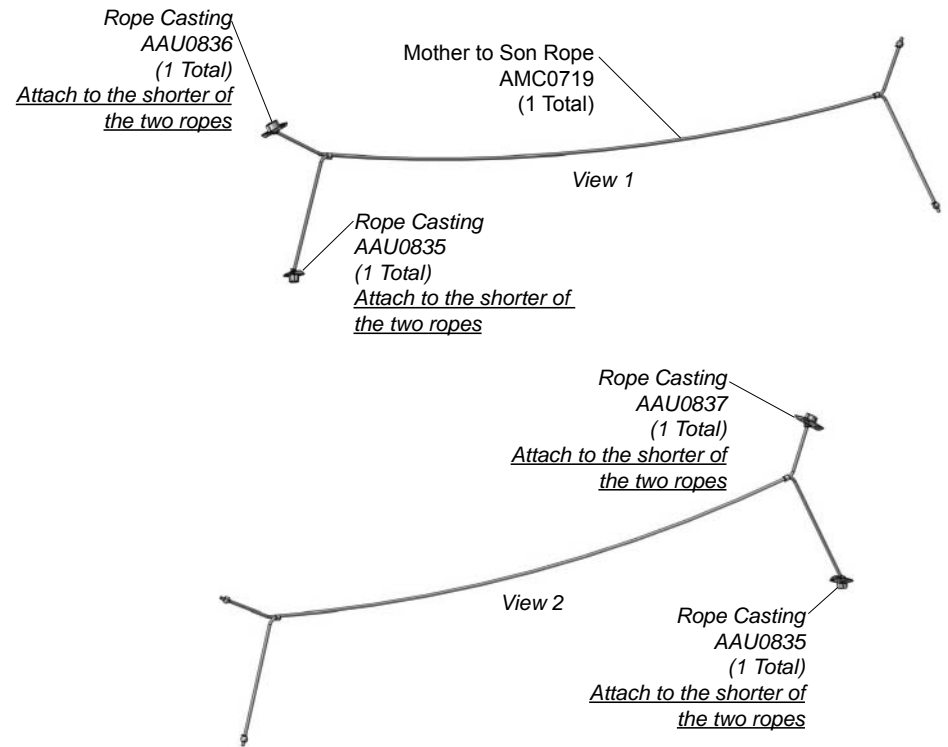 Rope Casting
AAU0836
(1 Total)
Attach to the shorter of
the two ropes
Mother to Son Rope
AMC0719
(1 Total)
View 1
Rope Casting
AAU0835
(1 Total)
Attach to the shorter of
the two ropes
Rope Casting
AAU0837
(1 Total)
Attach to the shorter of
the two ropes
View 2
Rope Casting
AAU0835
(1 Total)
Attach to the shorter of
the two ropes